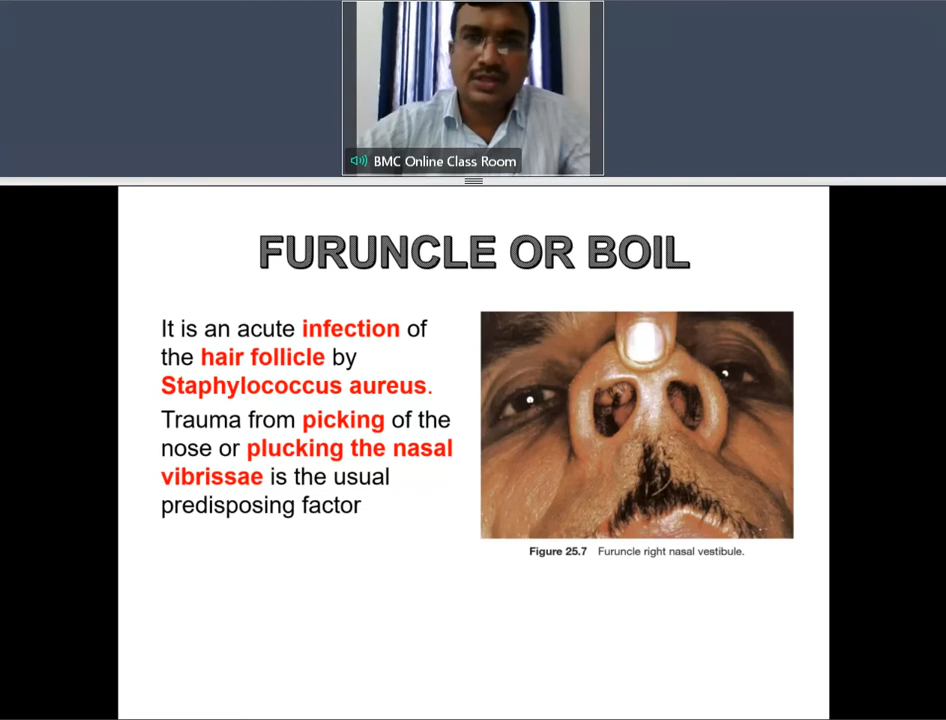 BMC Online Class Room
FURUNCLE OR BOIL
It is an acute infection of
the hair follicle by
Staphylococcus aureus.
Trauma from picking of the
nose or plucking the nasal
vibrissae is the usual
predisposing factor
Figure 25.7 Furuncle right nasal vestibule.